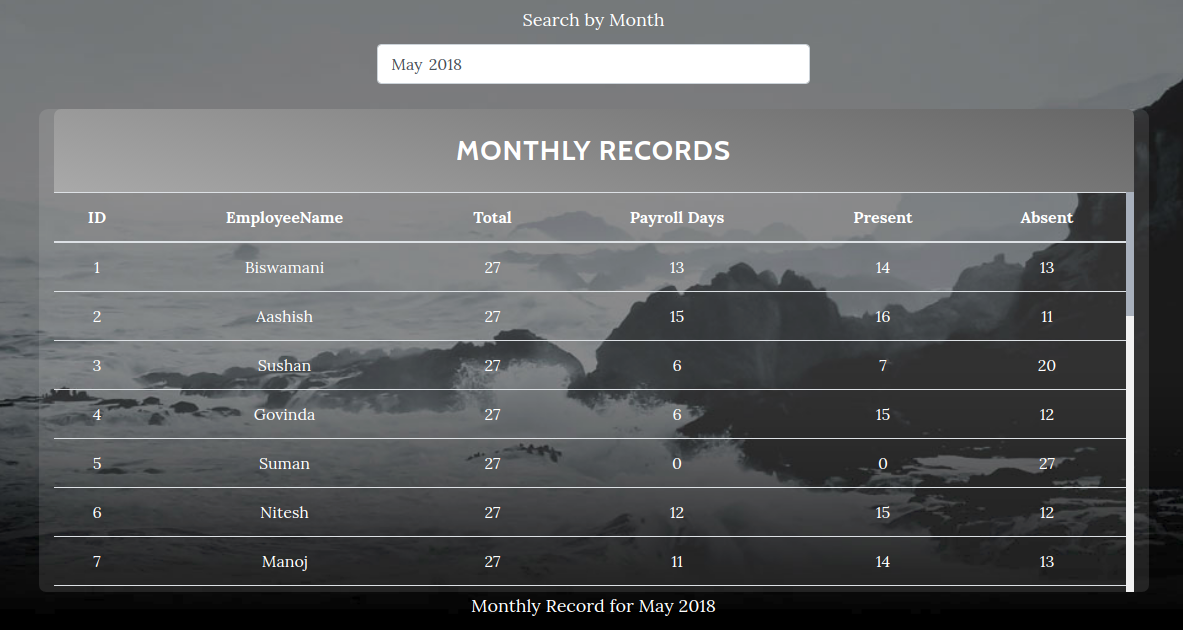 Search by Month
May 2018
MONTHLY RECORDS
ID EmployeeName Total Payroll Days Present Absent
1 Biswamani 27 13 14 13
2 Aashish 27 15 16 11
3 Sushan 27 6 7 20
4 Govinda 27 6 15 12
5 Suman 27 0 0 27
6 Nitesh 27 12 15 12
7 Manoj 27 11 14 13
Monthly Record for May 2018